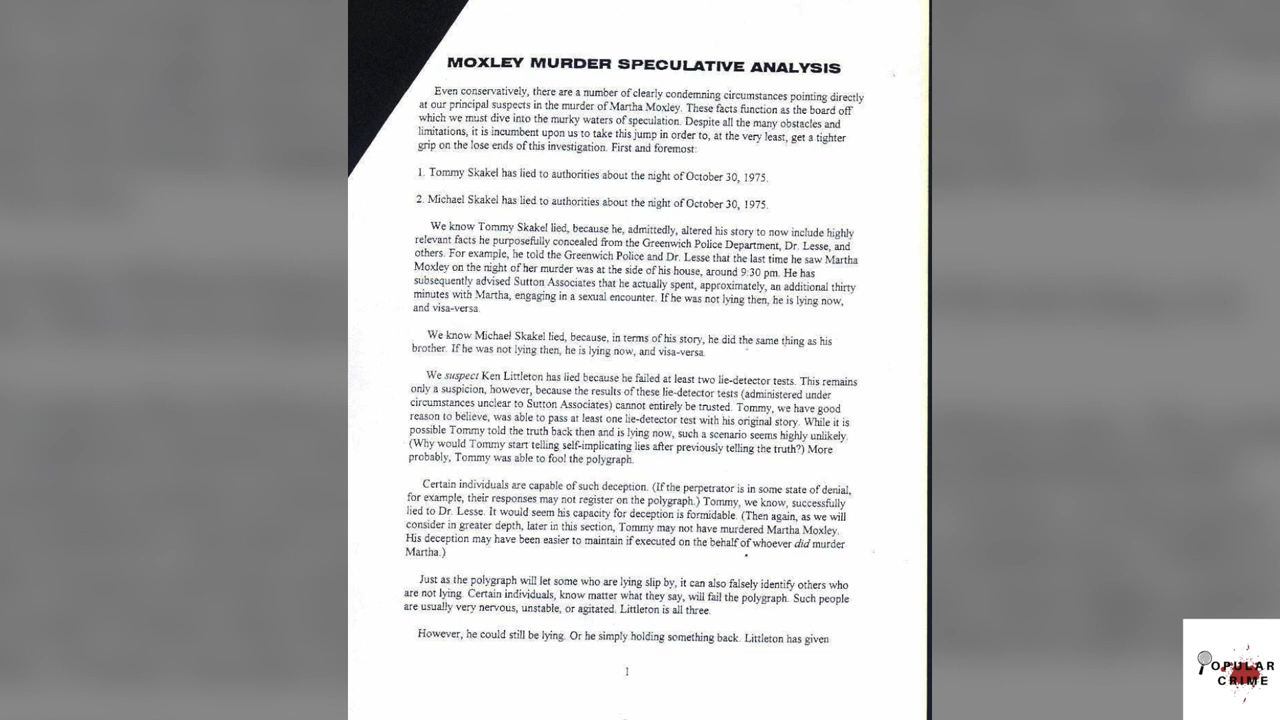 MOXLEY MURDER SPECULATIVE ANALYSIS
Even conservatively, there are a number of clearly condemning circumstances pointing directly
at our principal suspects in the murder of Martha Moxley. These facts function as the board off
which we must dive into the murky waters of speculation. Despite all the many obstacles and
limitations, it is incumbent upon us to take this jump in order to, at the very least, get a tighter
grip on the lose ends of this investigation. First and foremost:
1. Tommy Skakel has lied to authorities about the night of October 30, 1975.
2. Michael Skakel has lied to authorities about the night of October 30, 1975.
We know Tommy Skakel lied, because he, admittedly, altered his story to now include highly
relevant facts he purposefully concealed from the Greenwich Police Department, Dr. Lesse, and
others. For example, he told the Greenwich Police and Dr. Lesse that the last time he saw Martha
Moxley on the night of her murder was at the side of his house, around 9:30 pm. He has
subsequently advised Sutton Associates that he actually spent, approximately, an additional thirty
minutes with Martha, engaging in a sexual encounter. If he was not lying then, he is lying now,
and visa-versa.
We know Michael Skakel lied, because, in terms of his story, he did the same thing as his
brother. If he was not lying then, he is lying now, and visa-versa.
We suspect Ken Littleton has lied because he failed at least two lie-detector tests. This remains
only a suspicion, however, because the results of these lie-detector tests (administered under
circumstances unclear to Sutton Associates) cannot entirely be trusted. Tommy, we have good
reason to believe, was able to pass at least one lie-detector test with his original story. While it is
possible Tommy told the truth back then and is lying now, such a scenario seems highly unlikely.
(Why would Tommy start telling self-implicating lies after previously telling the truth?) More
probably, Tommy was able to fool the polygraph.
Certain individuals are capable of such deception. (If the perpetrator is in some state of denial,
for example, their responses may not register on the polygraph.) Tommy, we know, successfully
lied to Dr. Lesse. It would seem his capacity for deception is formidable. (Then again, as we will
consider in greater depth, later in this section, Tommy may not have murdered Martha Moxley.
His deception may have been easier to maintain if executed on the behalf of whoever did murder
Martha.)
Just as the polygraph will let some who are lying slip by, it can also falsely identify others who
are not lying. Certain individuals, know matter what they say, will fail the polygraph. Such people
are usually very nervous, unstable, or agitated. Littleton is all three.
However, he could still be lying. Or he simply holding something back. Littleton has given
1
POPULAR
CRIME